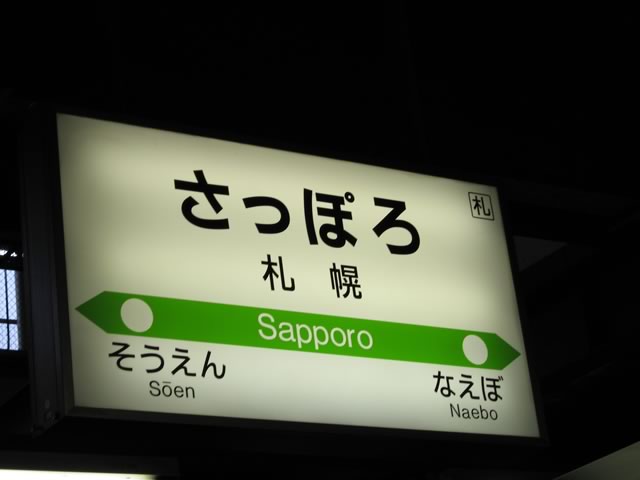 札
さっぽろ
札幌
Sapporo
そうえん
Sōen
なえぼ
Naebo